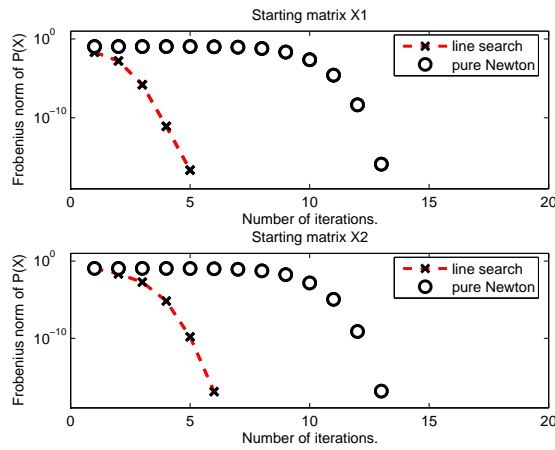 Starting matrix X1
Frobenius norm of P(X)
10^0
10^-10
line search
pure Newton
0 5 10 15 20
Number of iterations.
Starting matrix X2
Frobenius norm of P(X)
10^0
10^-10
line search
pure Newton
0 5 10 15 20
Number of iterations.